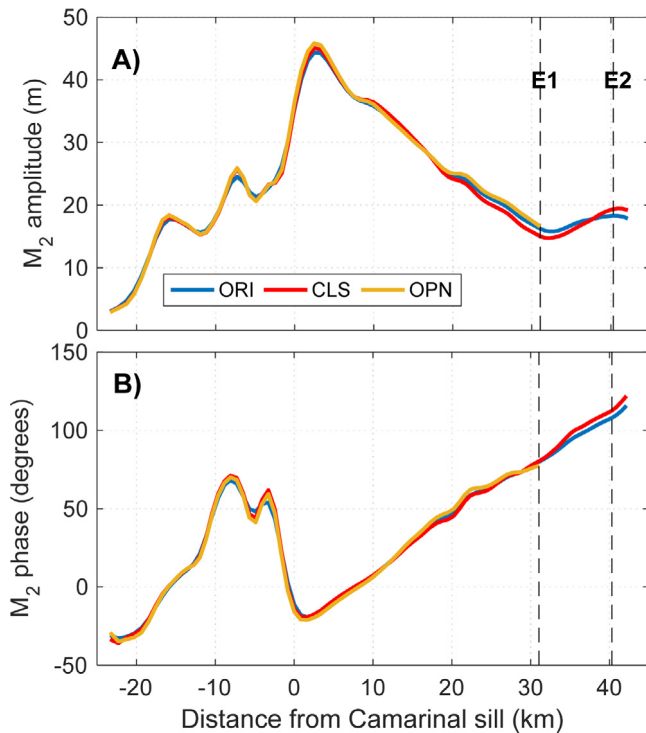 A)
E1
E2
M2 amplitude (m)
50
40
30
20
10
0
ORI CLS OPN
B)
M2 phase (degrees)
150
100
50
0
-50
-20 -10 0 10 20 30 40
Distance from Camarinal sill (km)